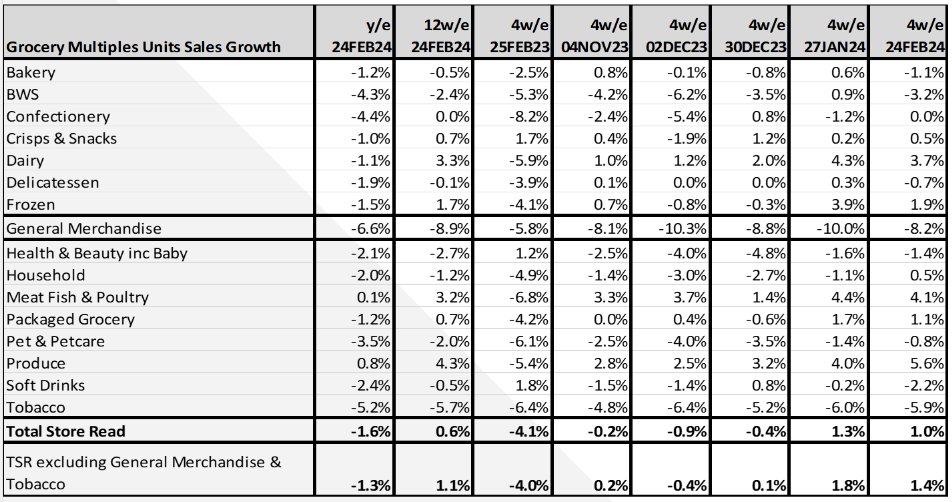 y/e 12w/e 4w/e 4w/e 4w/e 4w/e 4w/e 4w/e
Grocery Multiples Units Sales Growth 24FEB24 24FEB24 25FEB23 04NOV23 02DEC23 30DEC23 27JAN24 24FEB24
Bakery -1.2% -0.5% -2.5% 0.8% -0.1% -0.8% 0.6% -1.1%
BWS -4.3% -2.4% -5.3% -4.2% -6.2% -3.5% 0.9% -3.2%
Confectionery -4.4% 0.0% -8.2% -2.4% -5.4% 0.8% -1.2% 0.0%
Crisps & Snacks -1.0% 0.7% 1.7% 0.4% -1.9% 1.2% 0.2% 0.5%
Dairy -1.1% 3.3% -5.9% 1.0% 1.2% 2.0% 4.3% 3.7%
Delicatessen -1.9% -0.1% -3.9% 0.1% 0.0% 0.0% 0.3% -0.7%
Frozen -1.5% 1.7% -4.1% 0.7% -0.8% -0.3% 3.9% 1.9%
General Merchandise -6.6% -8.9% -5.8% -8.1% -10.3% -8.8% -10.0% -8.2%
Health & Beauty inc Baby -2.1% -2.7% 1.2% -2.5% -4.0% -4.8% -1.6% -1.4%
Household -2.0% -1.2% -4.9% -1.4% -3.0% -2.7% -1.1% 0.5%
Meat Fish & Poultry 0.1% 3.2% -6.8% 3.3% 3.7% 1.4% 4.4% 4.1%
Packaged Grocery -1.2% 0.7% -4.2% 0.0% 0.4% -0.6% 1.7% 1.1%
Pet & Petcare -3.5% -2.0% -6.1% -2.5% -4.0% -3.5% -1.4% -0.8%
Produce 0.8% 4.3% -5.4% 2.8% 2.5% 3.2% 4.0% 5.6%
Soft Drinks -2.4% -0.5% 1.8% -1.5% -1.4% 0.8% -0.2% -2.2%
Tobacco -5.2% -5.7% -6.4% -4.8% -6.4% -5.2% -6.0% -5.9%
Total Store Read -1.6% 0.6% -4.1% -0.2% -0.9% -0.4% 1.3% 1.0%
TSR excluding General Merchandise &
Tobacco -1.3% 1.1% -4.0% 0.2% -0.4% 0.1% 1.8% 1.4%